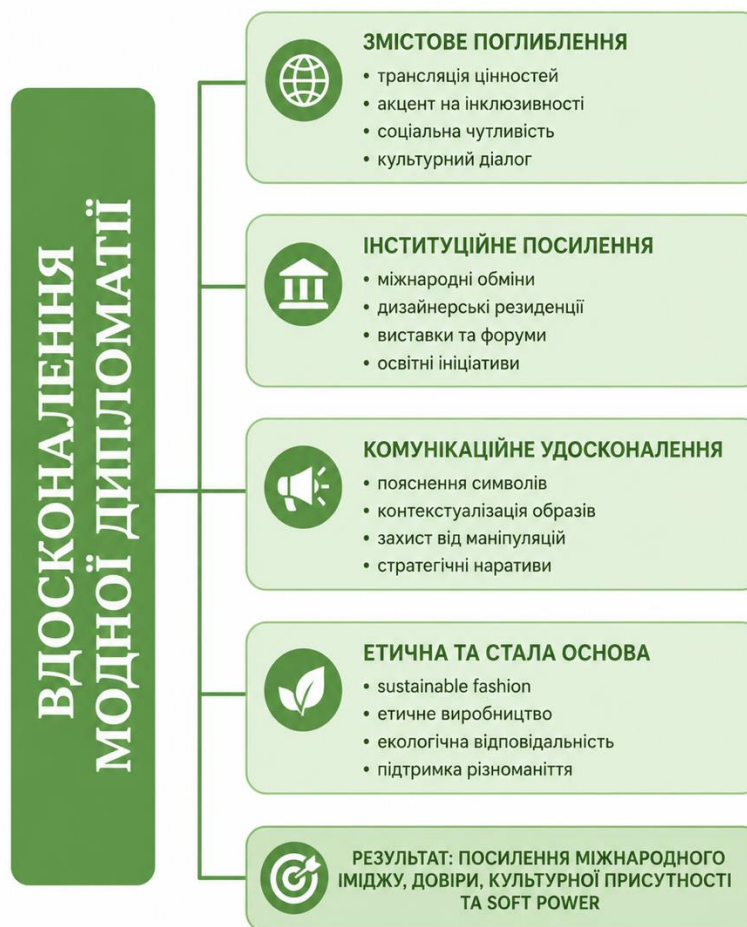 ВДОСКОНАЛЕННЯ
МОДНОЇ ДИПЛОМАТІЇ
ЗМІСТОВЕ ПОГЛИБЛЕННЯ
• трансляція цінностей
• акцент на інклюзивності
• соціальна чутливість
• культурний діалог
ІНСТИТУЦІЙНЕ ПОСИЛЕННЯ
• міжнародні обміни
• дизайнерські резиденції
• виставки та форуми
• освітні ініціативи
КОМУНІКАЦІЙНЕ УДОСКОНАЛЕННЯ
• пояснення символів
• контекстуалізація образів
• захист від маніпуляцій
• стратегічні наративи
ЕТИЧНА ТА СТАЛА ОСНОВА
• sustainable fashion
• етичне виробництво
• екологічна відповідальність
• підтримка різноманіття
РЕЗУЛЬТАТ: ПОСИЛЕННЯ МІЖНАРОДНОГО
ІМІДЖУ, ДОВІРИ, КУЛЬТУРНОЇ ПРИСУТНОСТІ
ТА SOFT POWER